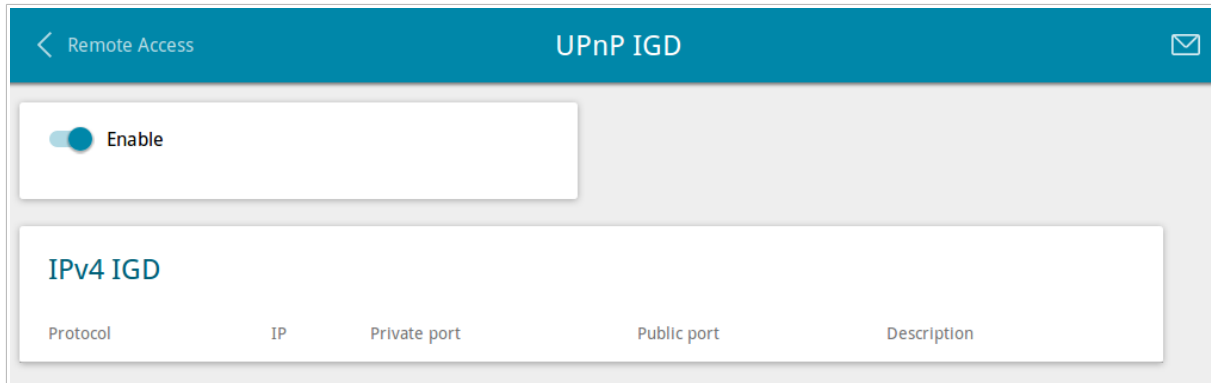 Remote Access UPnP IGD
Enable
IPv4 IGD
Protocol IP Private port Public port Description